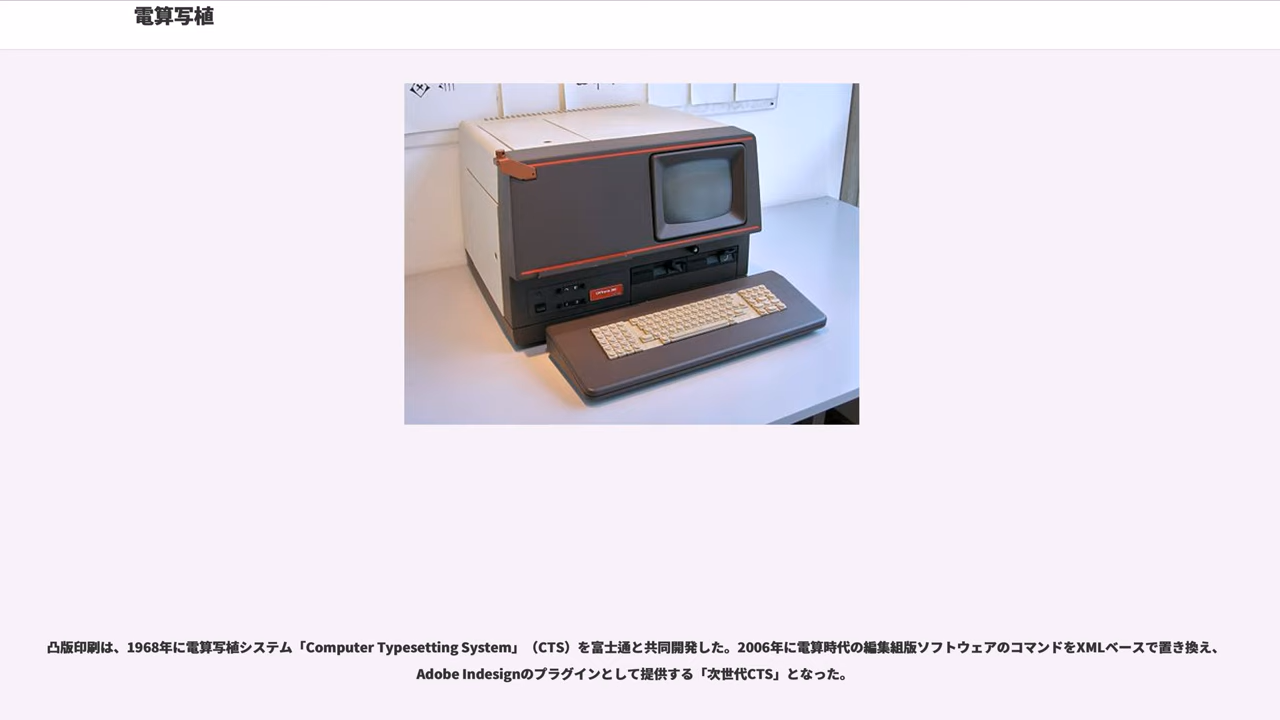 電算写植
凸版印刷は、1968年に電算写植システム「Computer Typesetting System」（CTS）を富士通と共同開発した。2006年に電算時代の編集組版ソフトウェアのコマンドをXMLベースで置き換え、
Adobe Indesignのプラグインとして提供する「次世代CTS」となった。